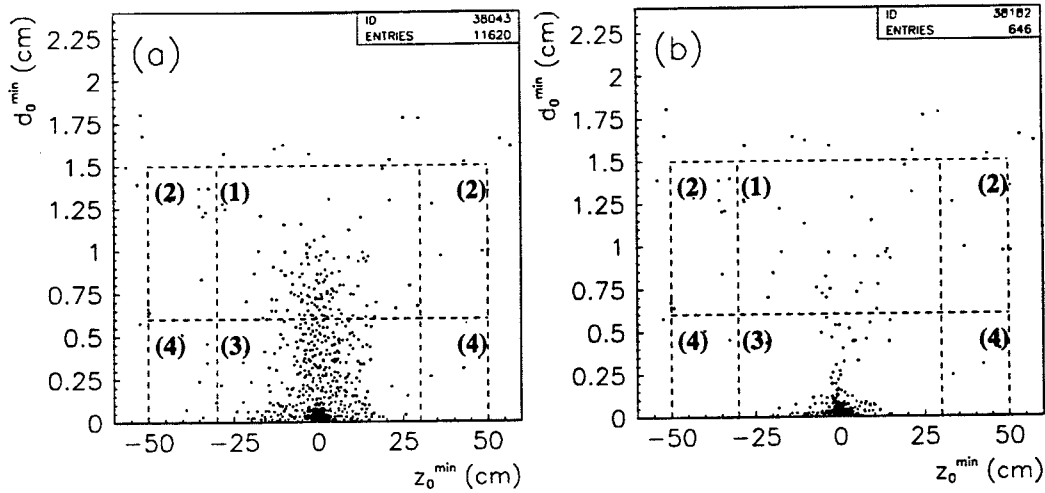 ID 38043
ENTRIES 11620
(a)
d₀ᵐⁱⁿ (cm)
2.25
2
1.75
1.5
1.25
1
0.75
0.5
0.25
0
(2) (1) (2)
(4) (3) (4)
−50 −25 0 25 50
z₀ᵐⁱⁿ (cm)
ID 38182
ENTRIES 646
(b)
d₀ᵐⁱⁿ (cm)
2.25
2
1.75
1.5
1.25
1
0.75
0.5
0.25
0
(2) (1) (2)
(4) (3) (4)
−50 −25 0 25 50
z₀ᵐⁱⁿ (cm)